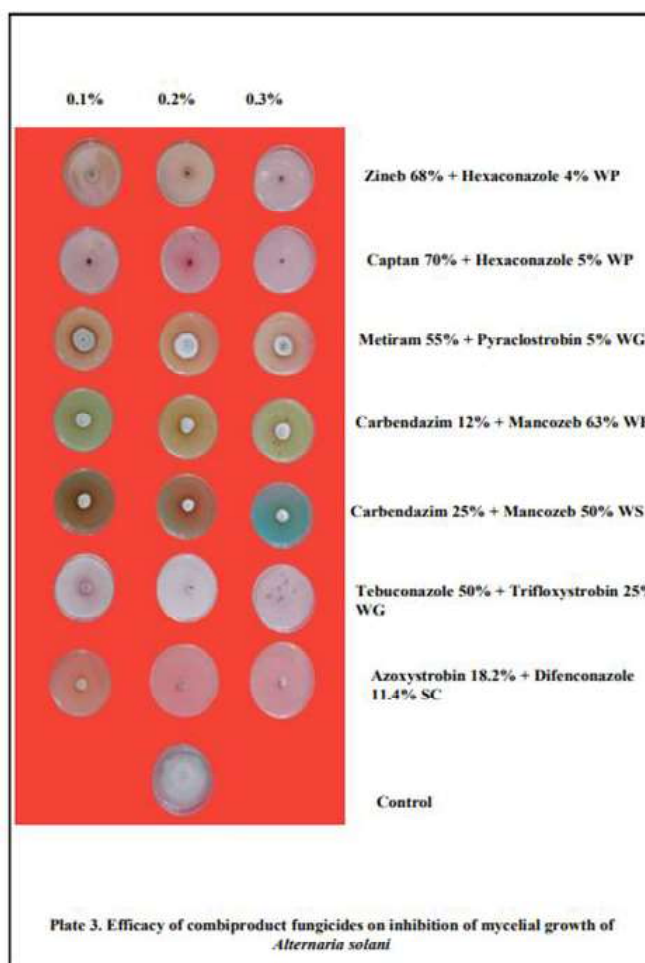 0.1% 0.2% 0.3%
Zineb 68% + Hexaconazole 4% WP
Captan 70% + Hexaconazole 5% WP
Metiram 55% + Pyraclostrobin 5% WG
Carbendazim 12% + Mancozeb 63% WP
Carbendazim 25% + Mancozeb 50% WS
Tebuconazole 50% + Trifloxystrobin 25%
WG
Azoxystrobin 18.2% + Difenconazole
11.4% SC
Control
Plate 3. Efficacy of combiproduct fungicides on inhibition of mycelial growth of
Alternaria solani